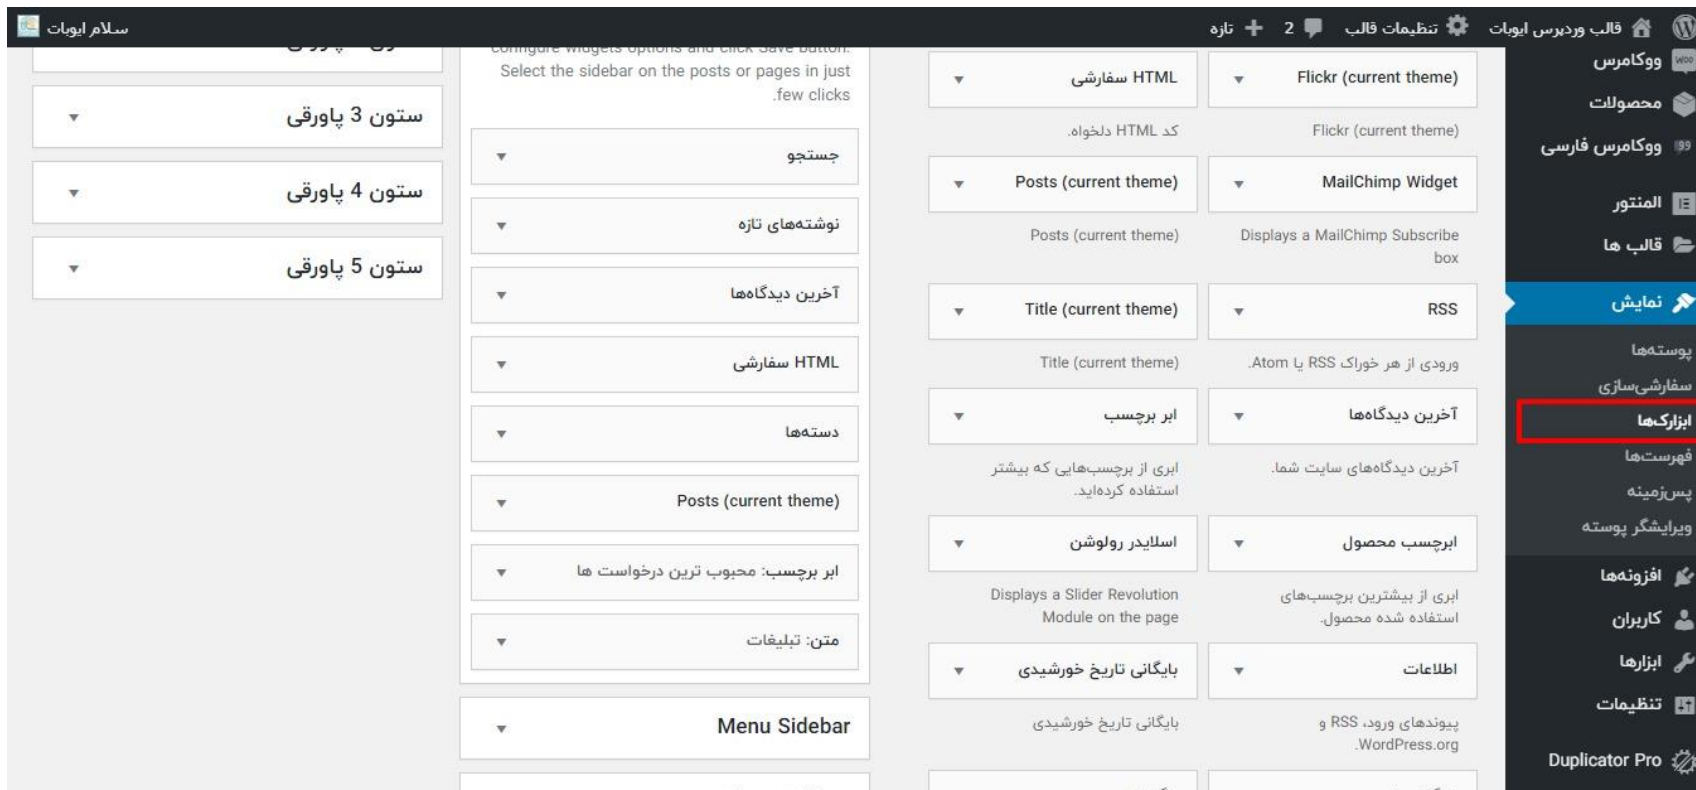 قالب وردپرس ایوبات
تنظیمات قالب
2
تازه
سلام ایوبات
ووکامرس
محصولات
ووکامرس فارسی
المنتور
قالب ها
نمایش
پوسته‌ها
سفارشی‌سازی
ابزارک‌ها
فهرست‌ها
پس‌زمینه
ویرایشگر پوسته
افزونه‌ها
کاربران
ابزارها
تنظیمات
Duplicator Pro
Flickr (current theme)
Flickr (current theme)
MailChimp Widget
Displays a MailChimp Subscribe
box
RSS
ورودی از هر خوراک RSS یا Atom.
آخرین دیدگاه‌ها
آخرین دیدگاه‌های سایت شما.
ابرچسب محصول
ابری از بیشترین برچسب‌های
استفاده شده محصول.
اطلاعات
پیوندهای ورود، RSS و
WordPress.org.
HTML سفارشی
کد HTML دلخواه.
Posts (current theme)
Posts (current theme)
Title (current theme)
Title (current theme)
ابر برچسب
ابری از برچسب‌هایی که بیشتر
استفاده کرده‌اید.
اسلایدر رولوشن
Displays a Slider Revolution
Module on the page
بایگانی تاریخ خورشیدی
بایگانی تاریخ خورشیدی
configure widgets options and click Save button.
Select the sidebar on the posts or pages in just
few clicks.
جستجو
نوشته‌های تازه
آخرین دیدگاه‌ها
HTML سفارشی
دسته‌ها
Posts (current theme)
ابر برچسب: محبوب ترین درخواست ها
متن: تبلیغات
Menu Sidebar
ستون 3 پاورقی
ستون 4 پاورقی
ستون 5 پاورقی